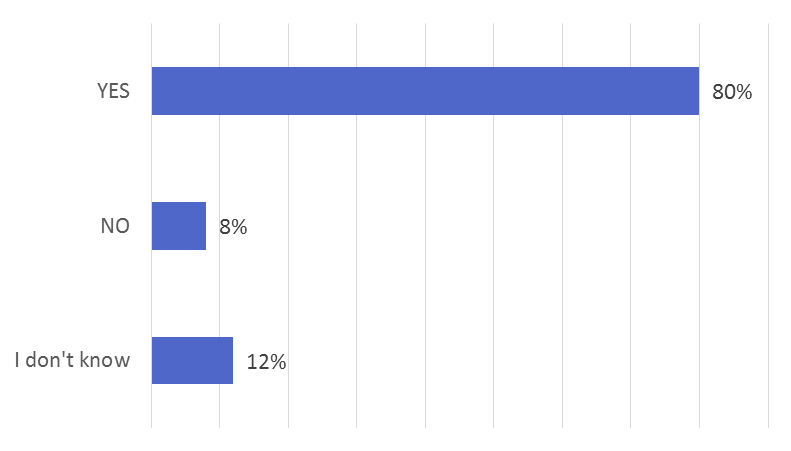 YES 80%
NO 8%
I don't know 12%